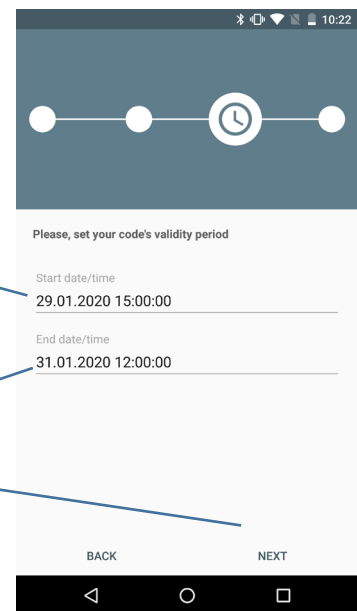 10:22
Please, set your code's validity period
Start date/time
29.01.2020 15:00:00
End date/time
31.01.2020 12:00:00
BACK NEXT